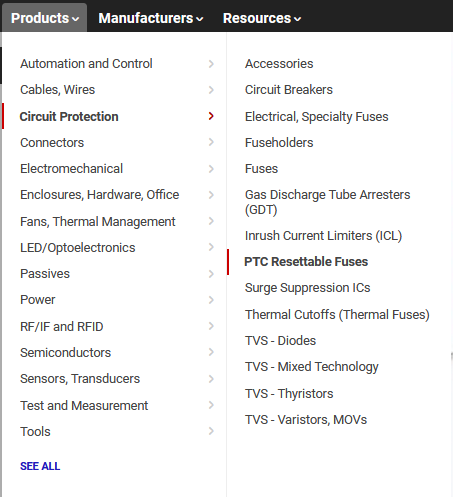 Products Manufacturers Resources
Automation and Control
Cables, Wires
Circuit Protection
Connectors
Electromechanical
Enclosures, Hardware, Office
Fans, Thermal Management
LED/Optoelectronics
Passives
Power
RF/IF and RFID
Semiconductors
Sensors, Transducers
Test and Measurement
Tools
SEE ALL
Accessories
Circuit Breakers
Electrical, Specialty Fuses
Fuseholders
Fuses
Gas Discharge Tube Arresters
(GDT)
Inrush Current Limiters (ICL)
PTC Resettable Fuses
Surge Suppression ICs
Thermal Cutoffs (Thermal Fuses)
TVS - Diodes
TVS - Mixed Technology
TVS - Thyristors
TVS - Varistors, MOVs